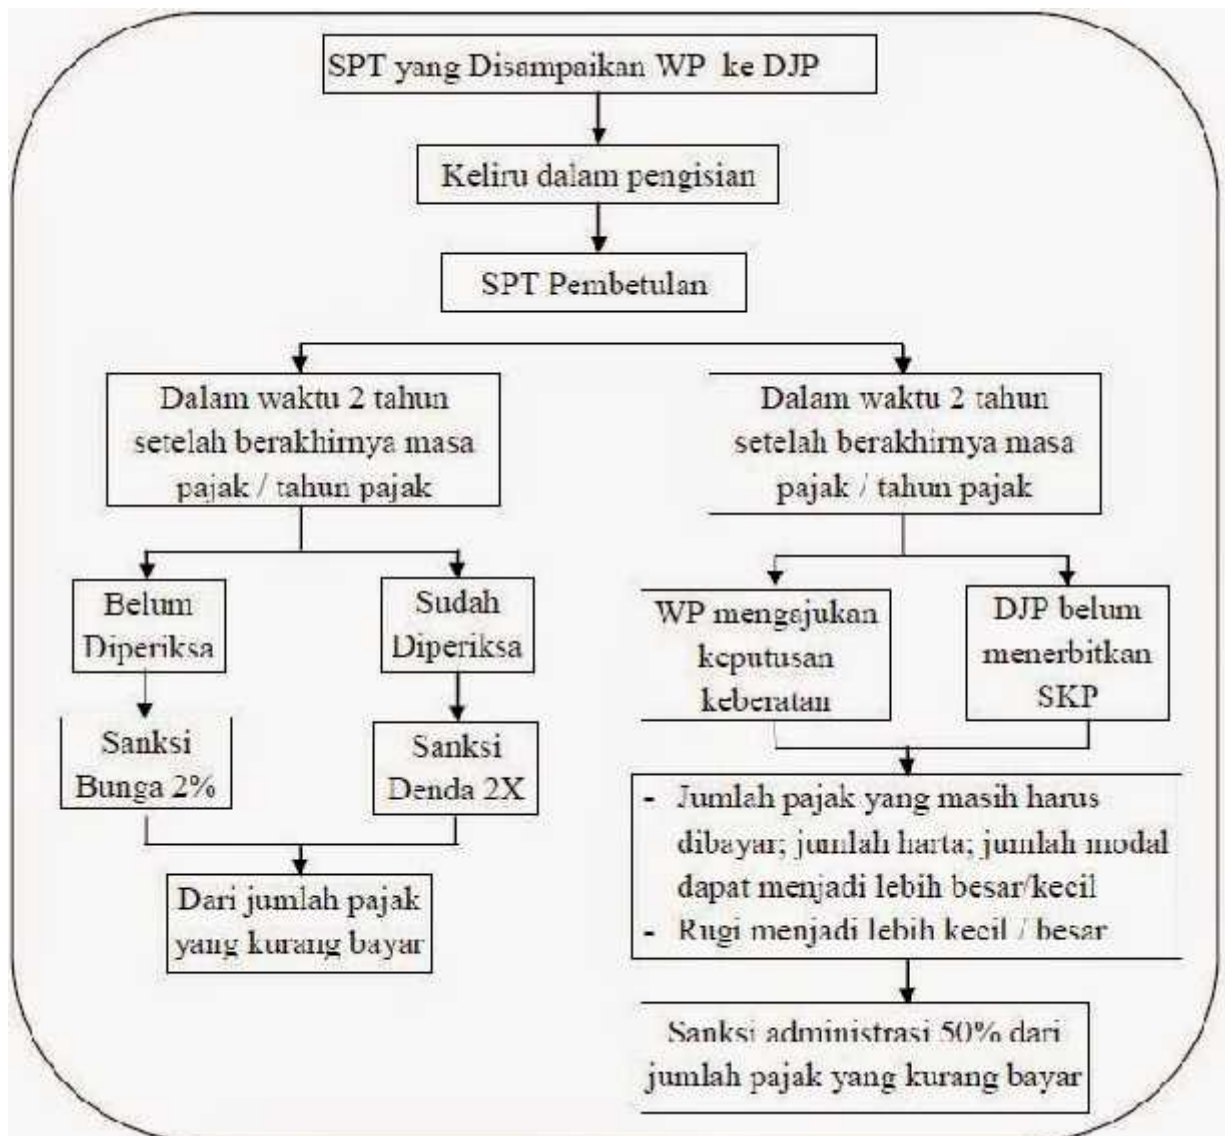 SPT yang Disampaikan WP ke DJP
Keliru dalam pengisian
SPT Pembetulan
Dalam waktu 2 tahun
setelah berakhirnya masa
pajak / tahun pajak
Dalam waktu 2 tahun
setelah berakhirnya masa
pajak / tahun pajak
Belum
Diperiksa
Sudah
Diperiksa
WP mengajukan
keputusan
keberatan
DJP belum
menerbitkan
SKP
Sanksi
Bunga 2%
Sanksi
Denda 2X
Dari jumlah pajak
yang kurang bayar
- Jumlah pajak yang masih harus
dibayar; jumlah harta; jumlah modal
dapat menjadi lebih besar/kecil
- Rugi menjadi lebih kecil / besar
Sanksi administrasi 50% dari
jumlah pajak yang kurang bayar